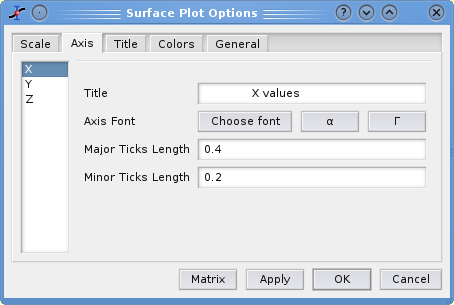 Surface Plot Options ?
Scale Axis Title Colors General
X
Y
Z
Title X values
Axis Font Choose font α Γ
Major Ticks Length 0.4
Minor Ticks Length 0.2
Matrix Apply OK Cancel